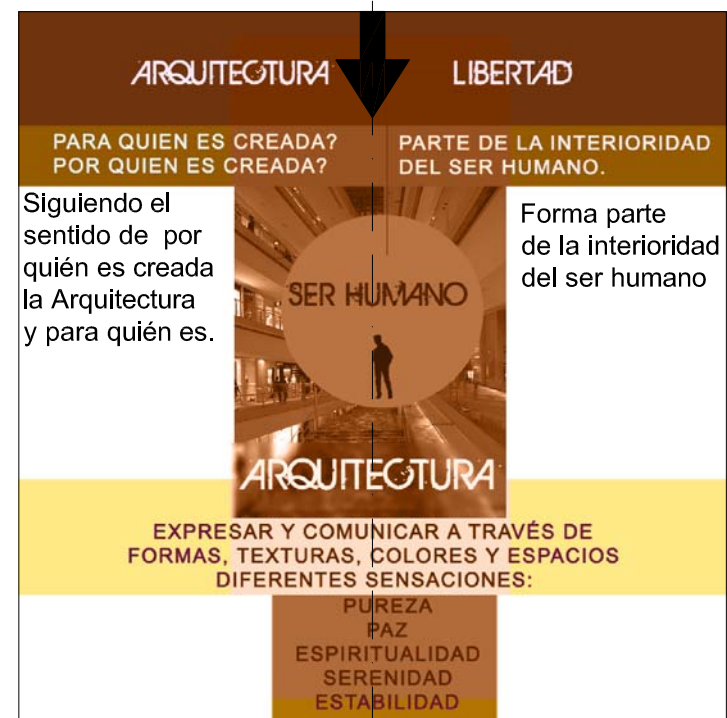 ARQUITECTURA
LIBERTAD
PARA QUIEN ES CREADA?
POR QUIEN ES CREADA?
PARTE DE LA INTERIORIDAD
DEL SER HUMANO.
Siguiendo el
sentido de por
quién es creada
la Arquitectura
y para quién es.
Forma parte
de la interioridad
del ser humano
SER HUMANO
ARQUITECTURA
EXPRESAR Y COMUNICAR A TRAVÉS DE
FORMAS, TEXTURAS, COLORES Y ESPACIOS
DIFERENTES SENSACIONES:
PUREZA
PAZ
ESPIRITUALIDAD
SERENIDAD
ESTABILIDAD